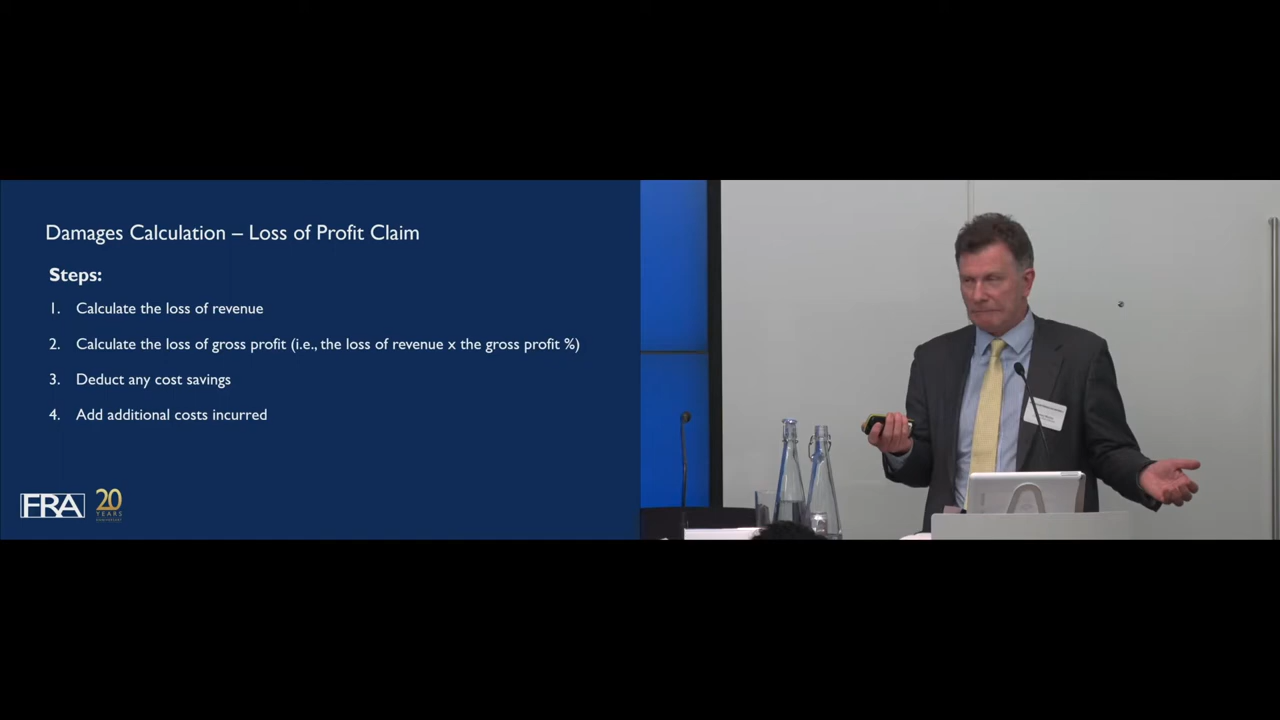 Damages Calculation – Loss of Profit Claim
Steps:
1. Calculate the loss of revenue
2. Calculate the loss of gross profit (i.e., the loss of revenue x the gross profit %)
3. Deduct any cost savings
4. Add additional costs incurred
FRA
20
YEARS
ANNIVERSARY